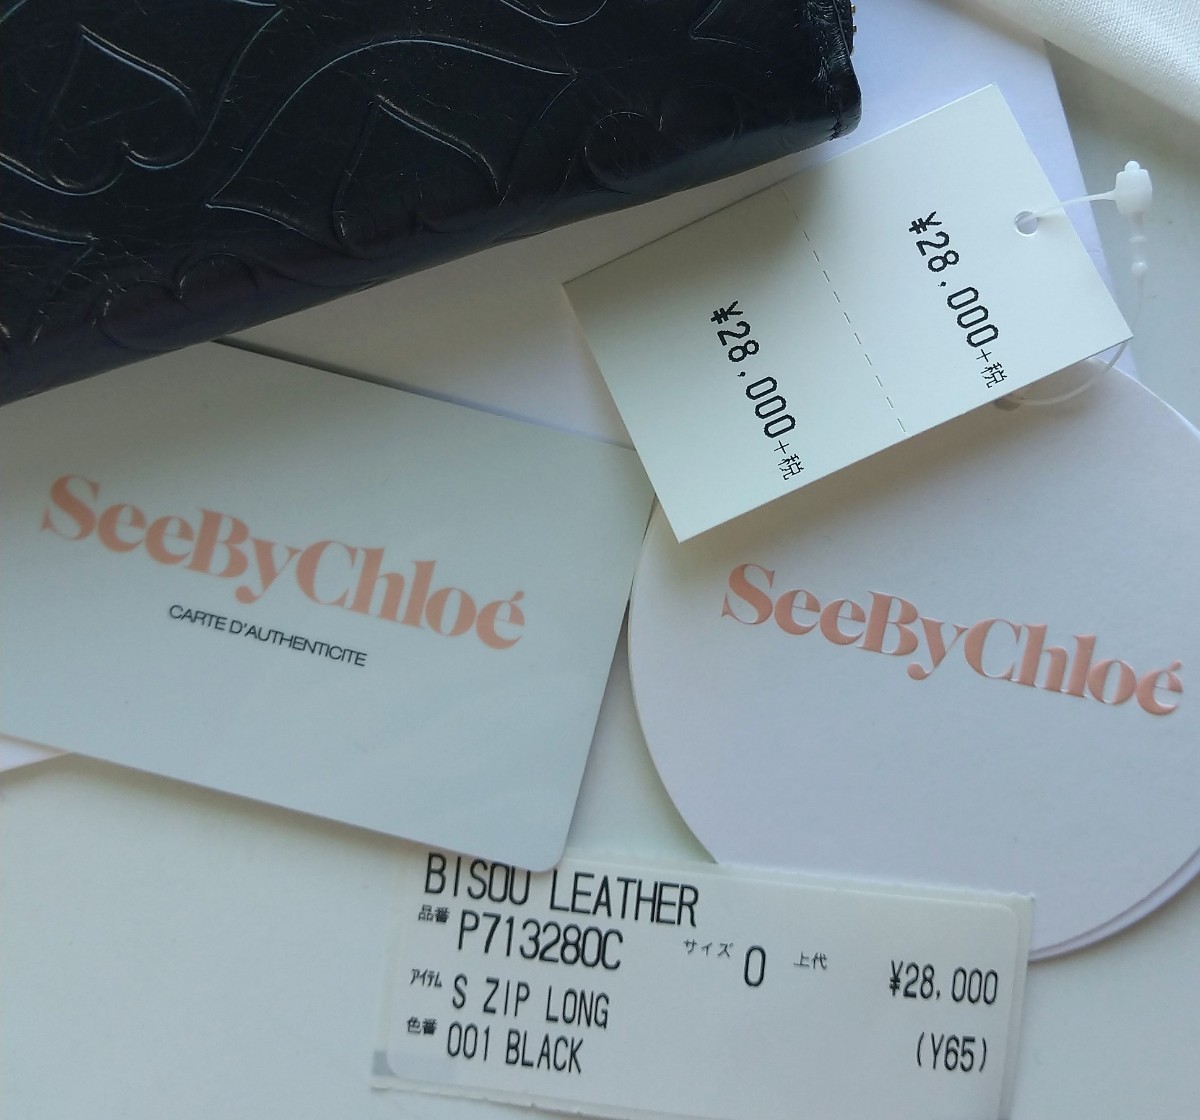 ¥28,000+税
¥28,000+税
SeeByChloé
CARTE D'AUTHENTICITE
SeeByChloé
BISOU LEATHER
品番 P713280C サイズ 0 上代 ¥28,000
アイテム S ZIP LONG
色番 001 BLACK (Y65)